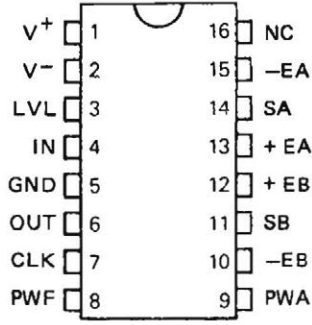 V+ 1 16 NC
V− 2 15 −EA
LVL 3 14 SA
IN 4 13 +EA
GND 5 12 +EB
OUT 6 11 SB
CLK 7 10 −EB
PWF 8 9 PWA